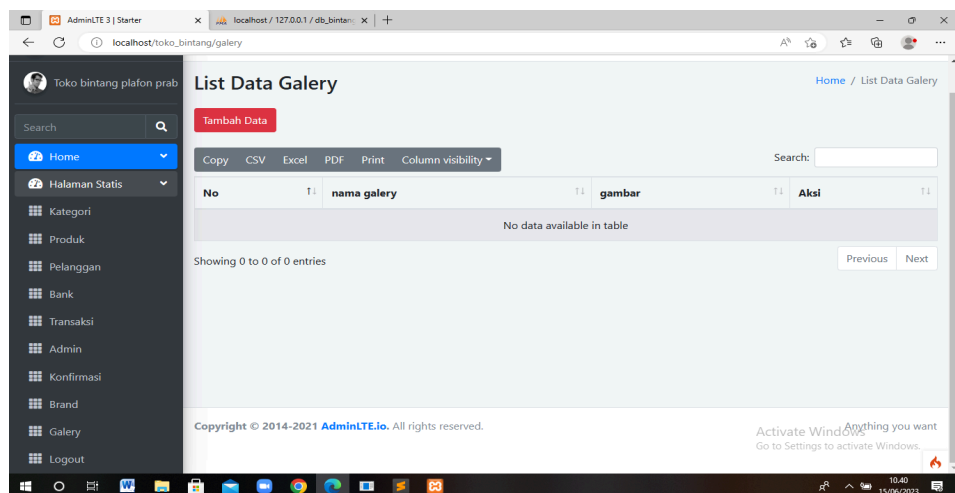 AdminLTE 3 | Starter
localhost / 127.0.0.1 / db_bintang
localhost/toko_bintang/galery
Toko bintang plafon prab
Search
Home
Halaman Statis
Kategori
Produk
Pelanggan
Bank
Transaksi
Admin
Konfirmasi
Brand
Galery
Logout
List Data Galery
Home / List Data Galery
Tambah Data
Copy CSV Excel PDF Print Column visibility
Search:
No nama galery gambar Aksi
No data available in table
Showing 0 to 0 of 0 entries
Previous Next
Copyright © 2014-2021 AdminLTE.io. All rights reserved.
Anything you want
Activate Windows
Go to Settings to activate Windows.
10.40
15/06/2023